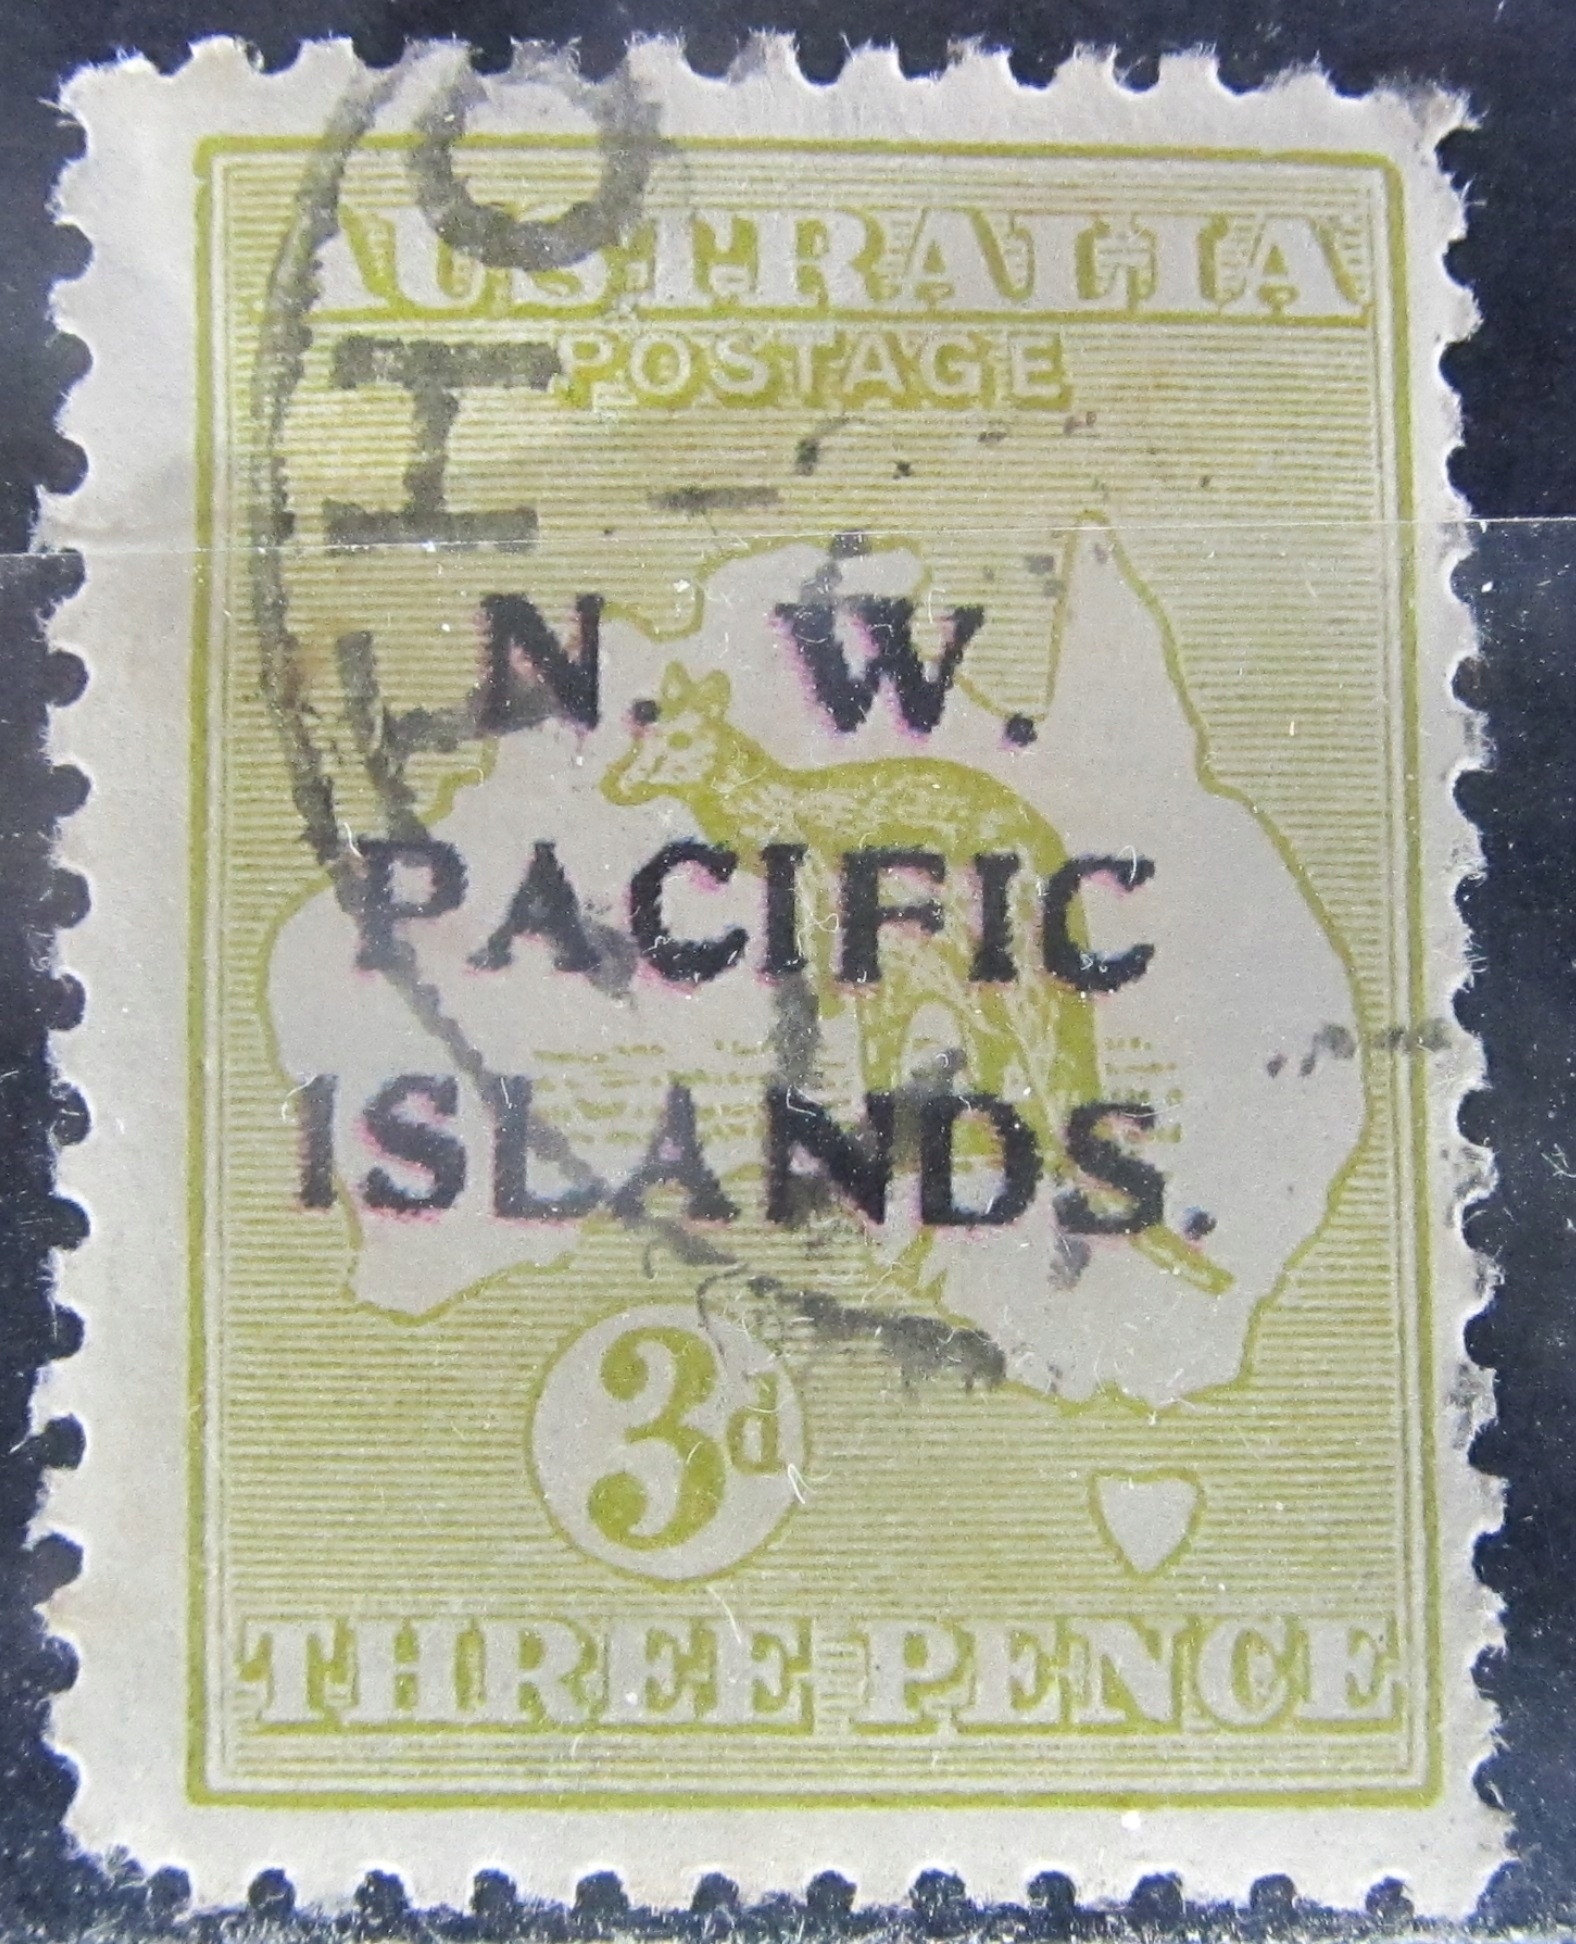 AUSTRALIA
POSTAGE
N. W.
PACIFIC
ISLANDS.
3d
THREE PENCE